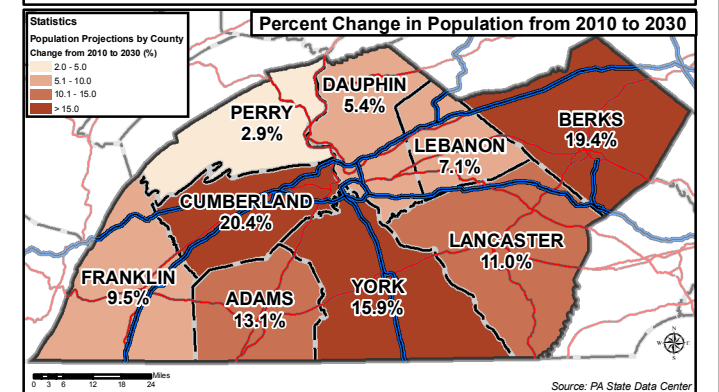 Percent Change in Population from 2010 to 2030
Statistics
Population Projections by County
Change from 2010 to 2030 (%)
2.0 - 5.0
5.1 - 10.0
10.1 - 15.0
> 15.0
DAUPHIN
5.4%
PERRY
2.9%
BERKS
19.4%
LEBANON
7.1%
CUMBERLAND
20.4%
LANCASTER
11.0%
FRANKLIN
9.5%
ADAMS
13.1%
YORK
15.9%
N
W E
S
Miles
0 3 6 12 18 24
Source: PA State Data Center